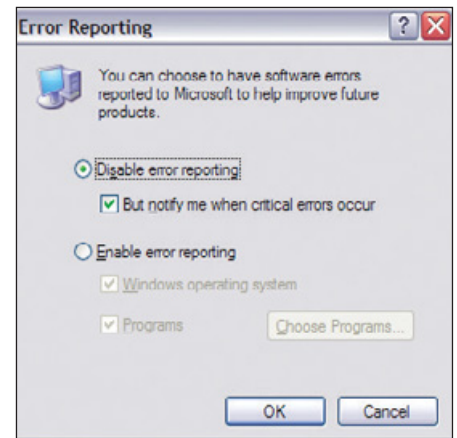 Error Reporting
You can choose to have software errors
reported to Microsoft to help improve future
products.
Disable error reporting
But notify me when critical errors occur
Enable error reporting
Windows operating system
Programs
Choose Programs...
OK
Cancel